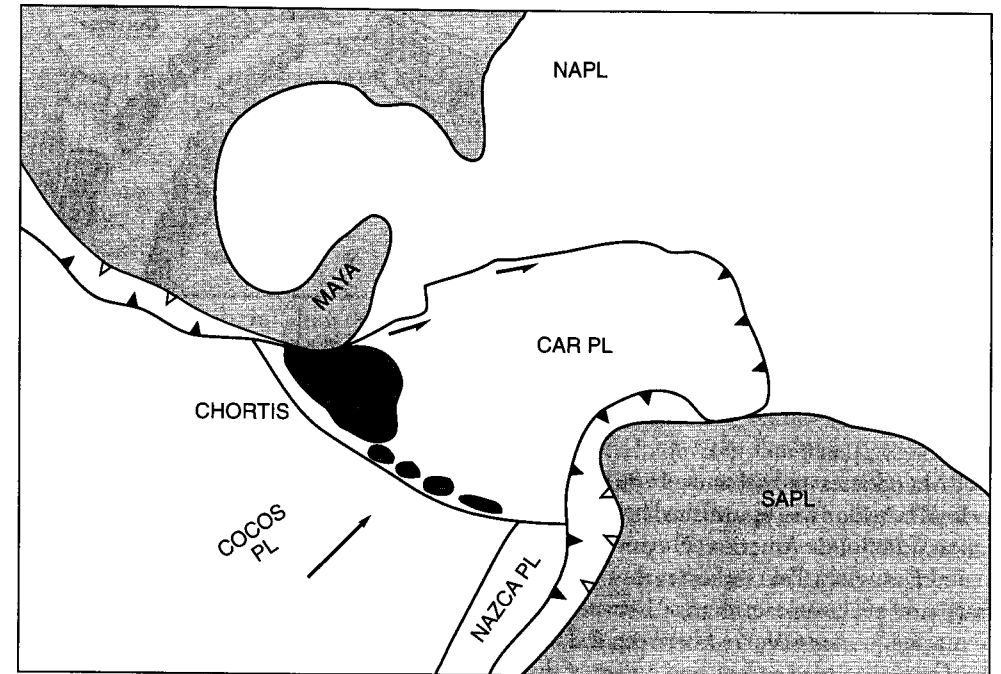 NAPL
MAYA
CAR PL
CHORTIS
SAPL
COCOS
PL
NAZCA PL